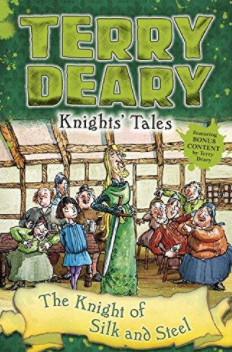 TERRY
DEARY
Knights' Tales
featuring
BONUS
CONTENT
by Terry
Deary
The Knight of
Silk and Steel